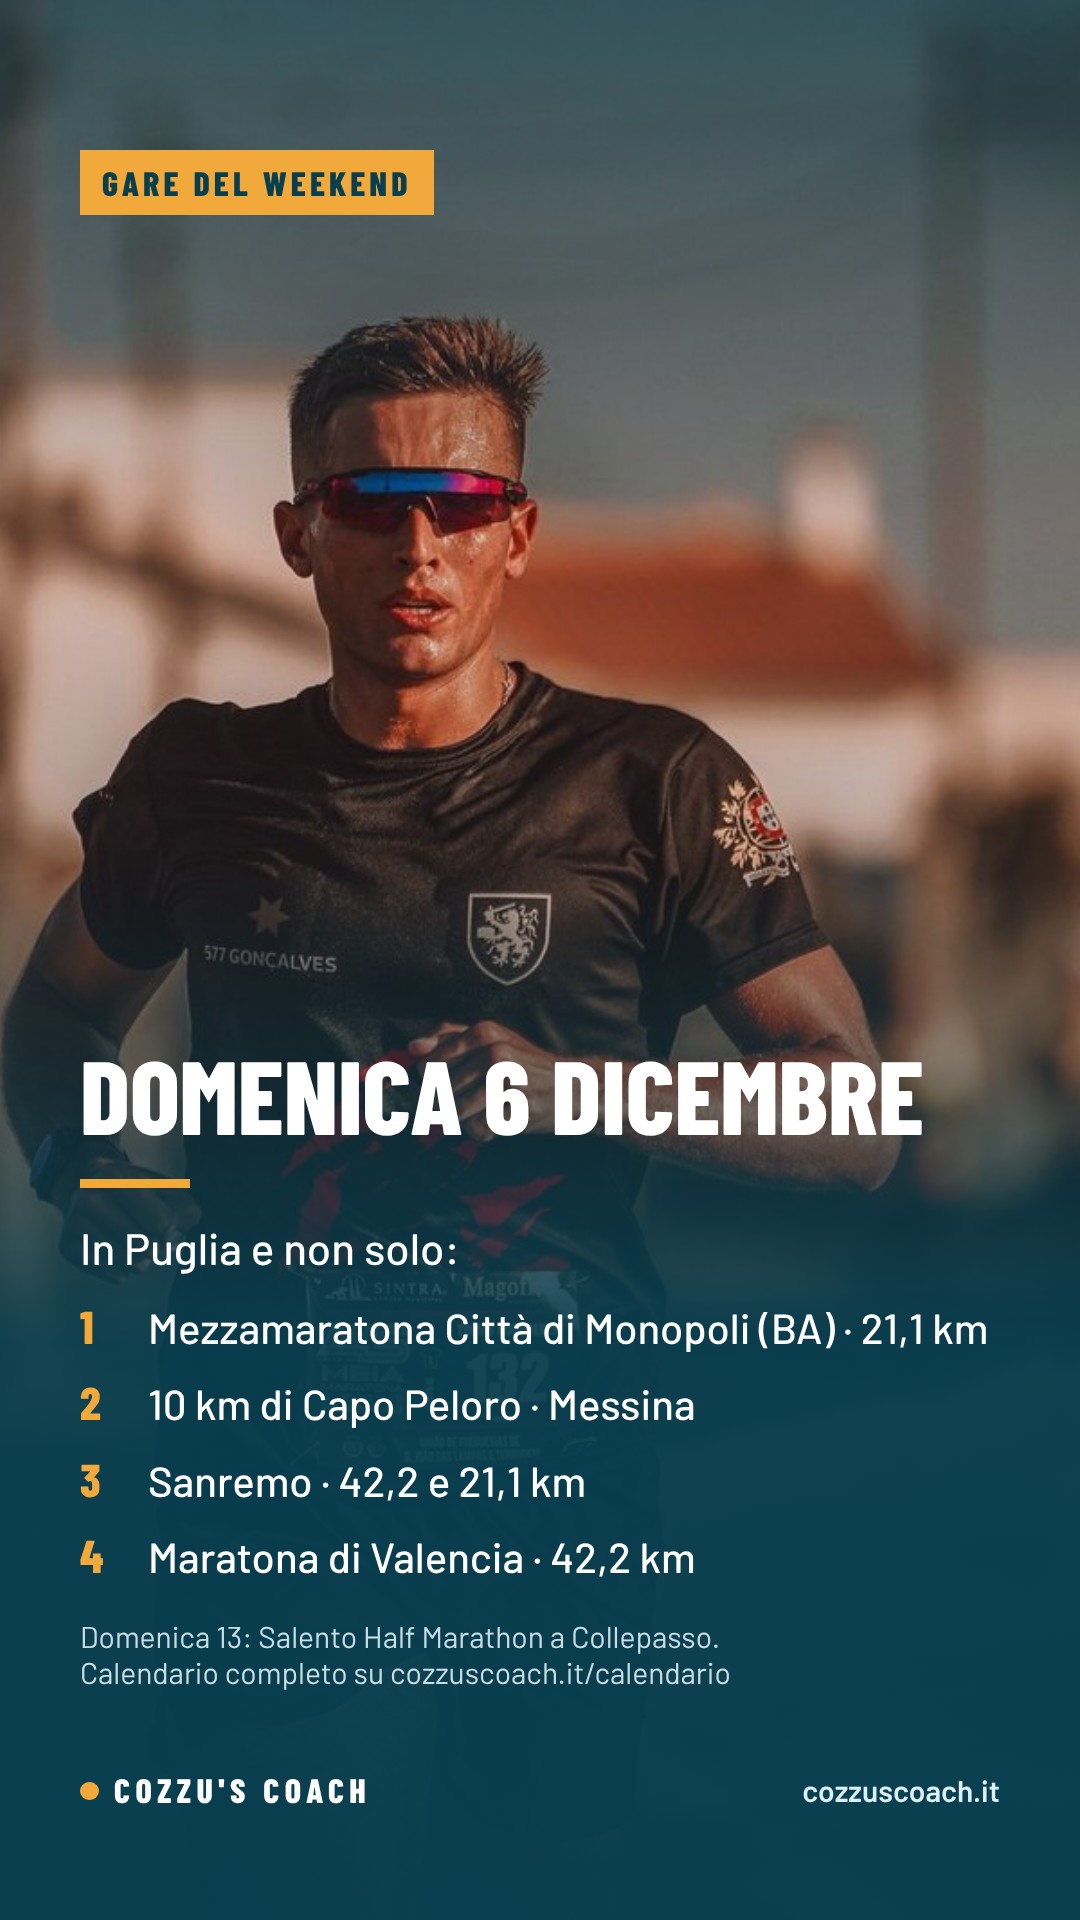 GARE DEL WEEKEND
577 GONÇALVES
DOMENICA 6 DICEMBRE
In Puglia e non solo:
SINTRA.
1 Mezzamaratona Città di Monopoli (BA) · 21,1 km
132
MEIA
2 10 km di Capo Peloro · Messina
3 Sanremo · 42,2 e 21,1 km
4 Maratona di Valencia · 42,2 km
Domenica 13: Salento Half Marathon a Collepasso.
Calendario completo su cozzuscoach.it/calendario
COZZU'S COACH
cozzuscoach.it